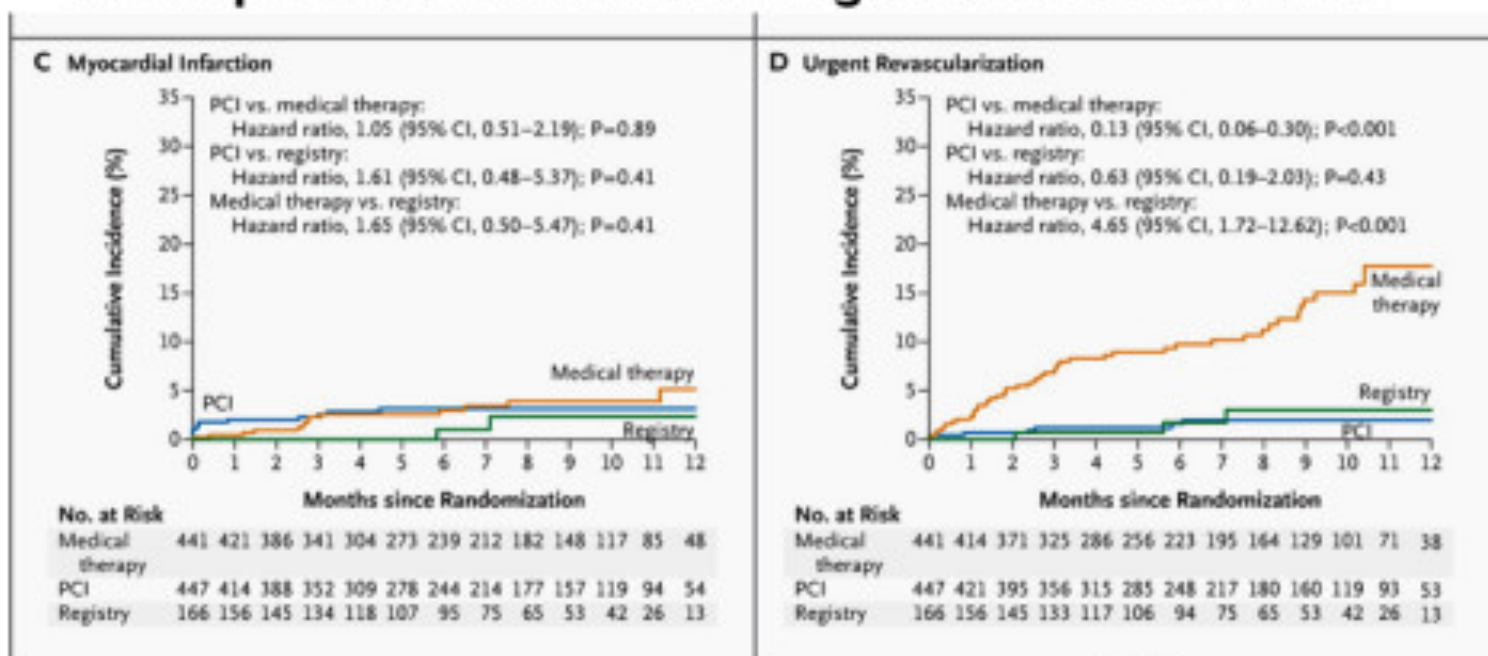 C Myocardial Infarction
Cumulative Incidence (%)
35
30
25
20
15
10
5
0
PCI vs. medical therapy:
Hazard ratio, 1.05 (95% CI, 0.51–2.19); P=0.89
PCI vs. registry:
Hazard ratio, 1.61 (95% CI, 0.48–5.37); P=0.41
Medical therapy vs. registry:
Hazard ratio, 1.65 (95% CI, 0.50–5.47); P=0.41
Medical therapy
PCI
Registry
0 1 2 3 4 5 6 7 8 9 10 11 12
Months since Randomization
No. at Risk
Medical
therapy
441 421 386 341 304 273 239 212 182 148 117 85 48
PCI 447 414 388 352 309 278 244 214 177 157 119 94 54
Registry 166 156 145 134 118 107 95 75 65 53 42 26 13
D Urgent Revascularization
Cumulative Incidence (%)
35
30
25
20
15
10
5
0
PCI vs. medical therapy:
Hazard ratio, 0.13 (95% CI, 0.06–0.30); P<0.001
PCI vs. registry:
Hazard ratio, 0.63 (95% CI, 0.19–2.03); P=0.43
Medical therapy vs. registry:
Hazard ratio, 4.65 (95% CI, 1.72–12.62); P<0.001
Medical
therapy
Registry
PCI
0 1 2 3 4 5 6 7 8 9 10 11 12
Months since Randomization
No. at Risk
Medical
therapy
441 414 371 325 286 256 223 195 164 129 101 71 38
PCI 447 421 395 356 315 285 248 217 180 160 119 93 53
Registry 166 156 145 133 117 106 94 75 65 53 42 26 13